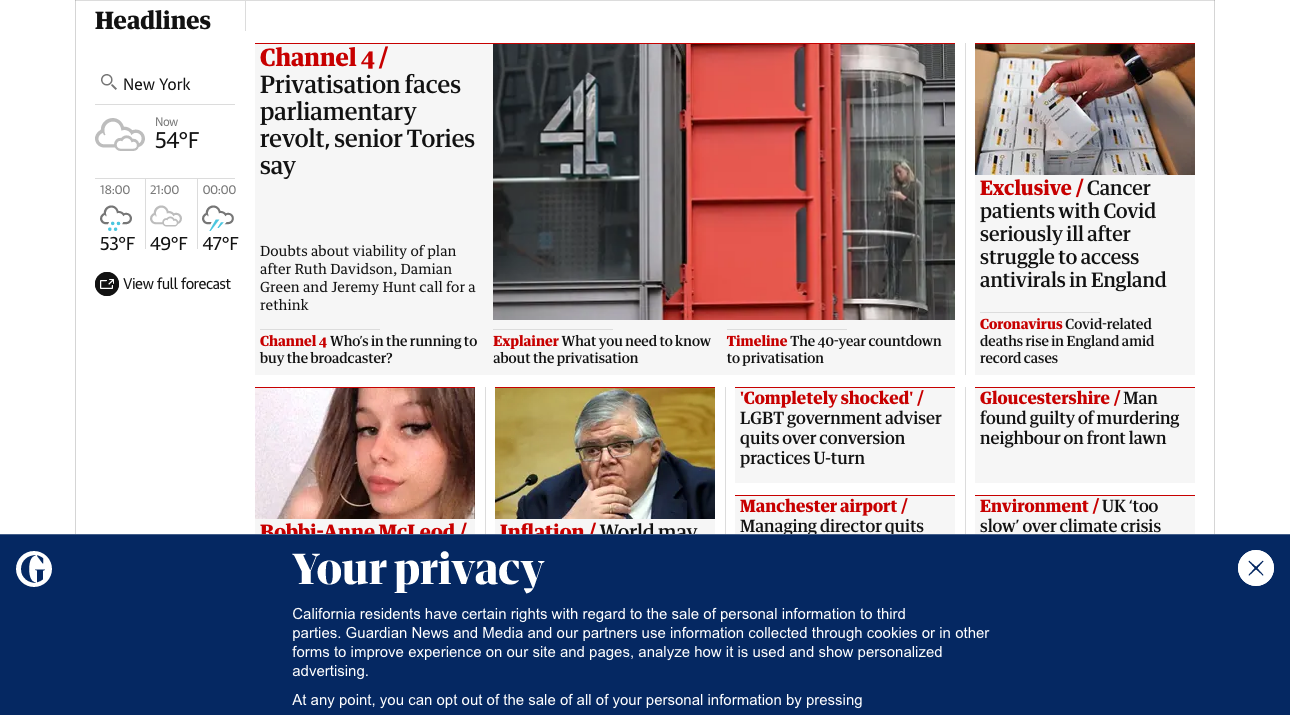 Headlines
New York
Now
54°F
18:00
21:00
00:00
53°F
49°F
47°F
View full forecast
Channel 4 /
Privatisation faces
parliamentary
revolt, senior Tories
say
Doubts about viability of plan
after Ruth Davidson, Damian
Green and Jeremy Hunt call for a
rethink
4
Channel 4 Who's in the running to
buy the broadcaster?
Explainer What you need to know
about the privatisation
Timeline The 40-year countdown
to privatisation
Exclusive / Cancer
patients with Covid
seriously ill after
struggle to access
antivirals in England
Coronavirus Covid-related
deaths rise in England amid
record cases
Bobbi-Anne McLeod /
Inflation / World may
'Completely shocked' /
LGBT government adviser
quits over conversion
practices U-turn
Manchester airport /
Managing director quits
Gloucestershire / Man
found guilty of murdering
neighbour on front lawn
Environment / UK ‘too
slow’ over climate crisis
G
Your privacy
California residents have certain rights with regard to the sale of personal information to third
parties. Guardian News and Media and our partners use information collected through cookies or in other
forms to improve experience on our site and pages, analyze how it is used and show personalized
advertising.
At any point, you can opt out of the sale of all of your personal information by pressing